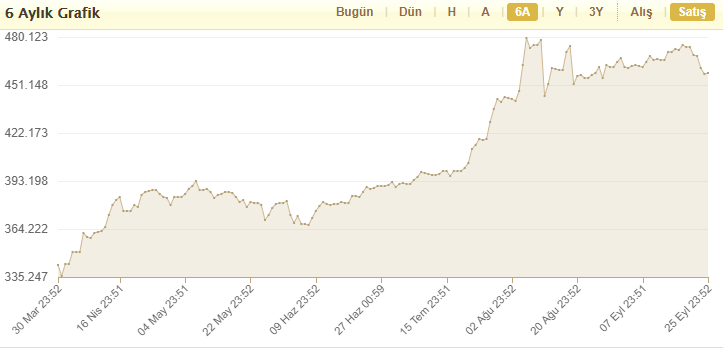 6 Aylık Grafik
Bugün | Dün | H | A | 6A | Y | 3Y | Alış | Satış
480.123
451.148
422.173
393.198
364.222
335.247
30 Mar 23:52
16 Nis 23:51
04 May 23:51
22 May 23:52
09 Haz 23:52
27 Haz 00:59
15 Tem 23:51
02 Ağu 23:52
20 Ağu 23:52
07 Eyl 23:51
25 Eyl 23:52